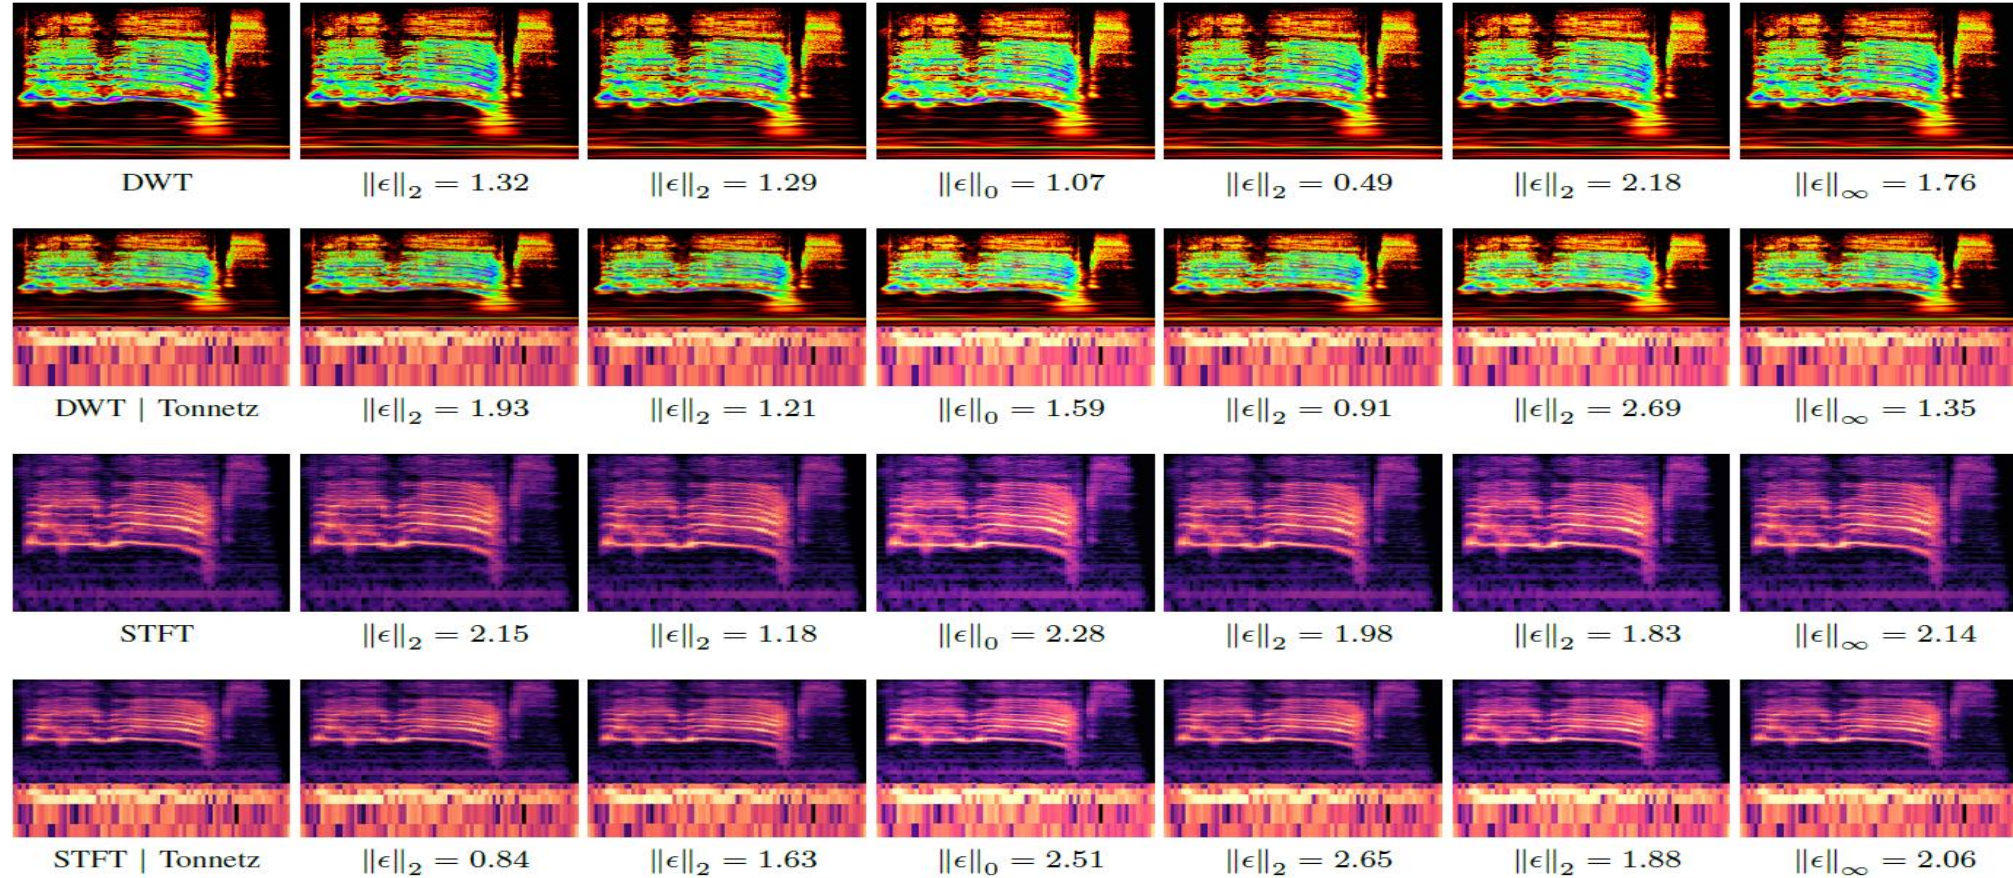 DWT ||ϵ||₂ = 1.32 ||ϵ||₂ = 1.29 ||ϵ||₀ = 1.07 ||ϵ||₂ = 0.49 ||ϵ||₂ = 2.18 ||ϵ||∞ = 1.76
DWT | Tonnetz ||ϵ||₂ = 1.93 ||ϵ||₂ = 1.21 ||ϵ||₀ = 1.59 ||ϵ||₂ = 0.91 ||ϵ||₂ = 2.69 ||ϵ||∞ = 1.35
STFT ||ϵ||₂ = 2.15 ||ϵ||₂ = 1.18 ||ϵ||₀ = 2.28 ||ϵ||₂ = 1.98 ||ϵ||₂ = 1.83 ||ϵ||∞ = 2.14
STFT | Tonnetz ||ϵ||₂ = 0.84 ||ϵ||₂ = 1.63 ||ϵ||₀ = 2.51 ||ϵ||₂ = 2.65 ||ϵ||₂ = 1.88 ||ϵ||∞ = 2.06